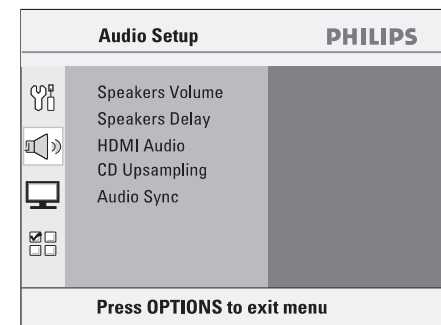 Audio Setup
PHILIPS
Speakers Volume
Speakers Delay
HDMI Audio
CD Upsampling
Audio Sync
Press OPTIONS to exit menu